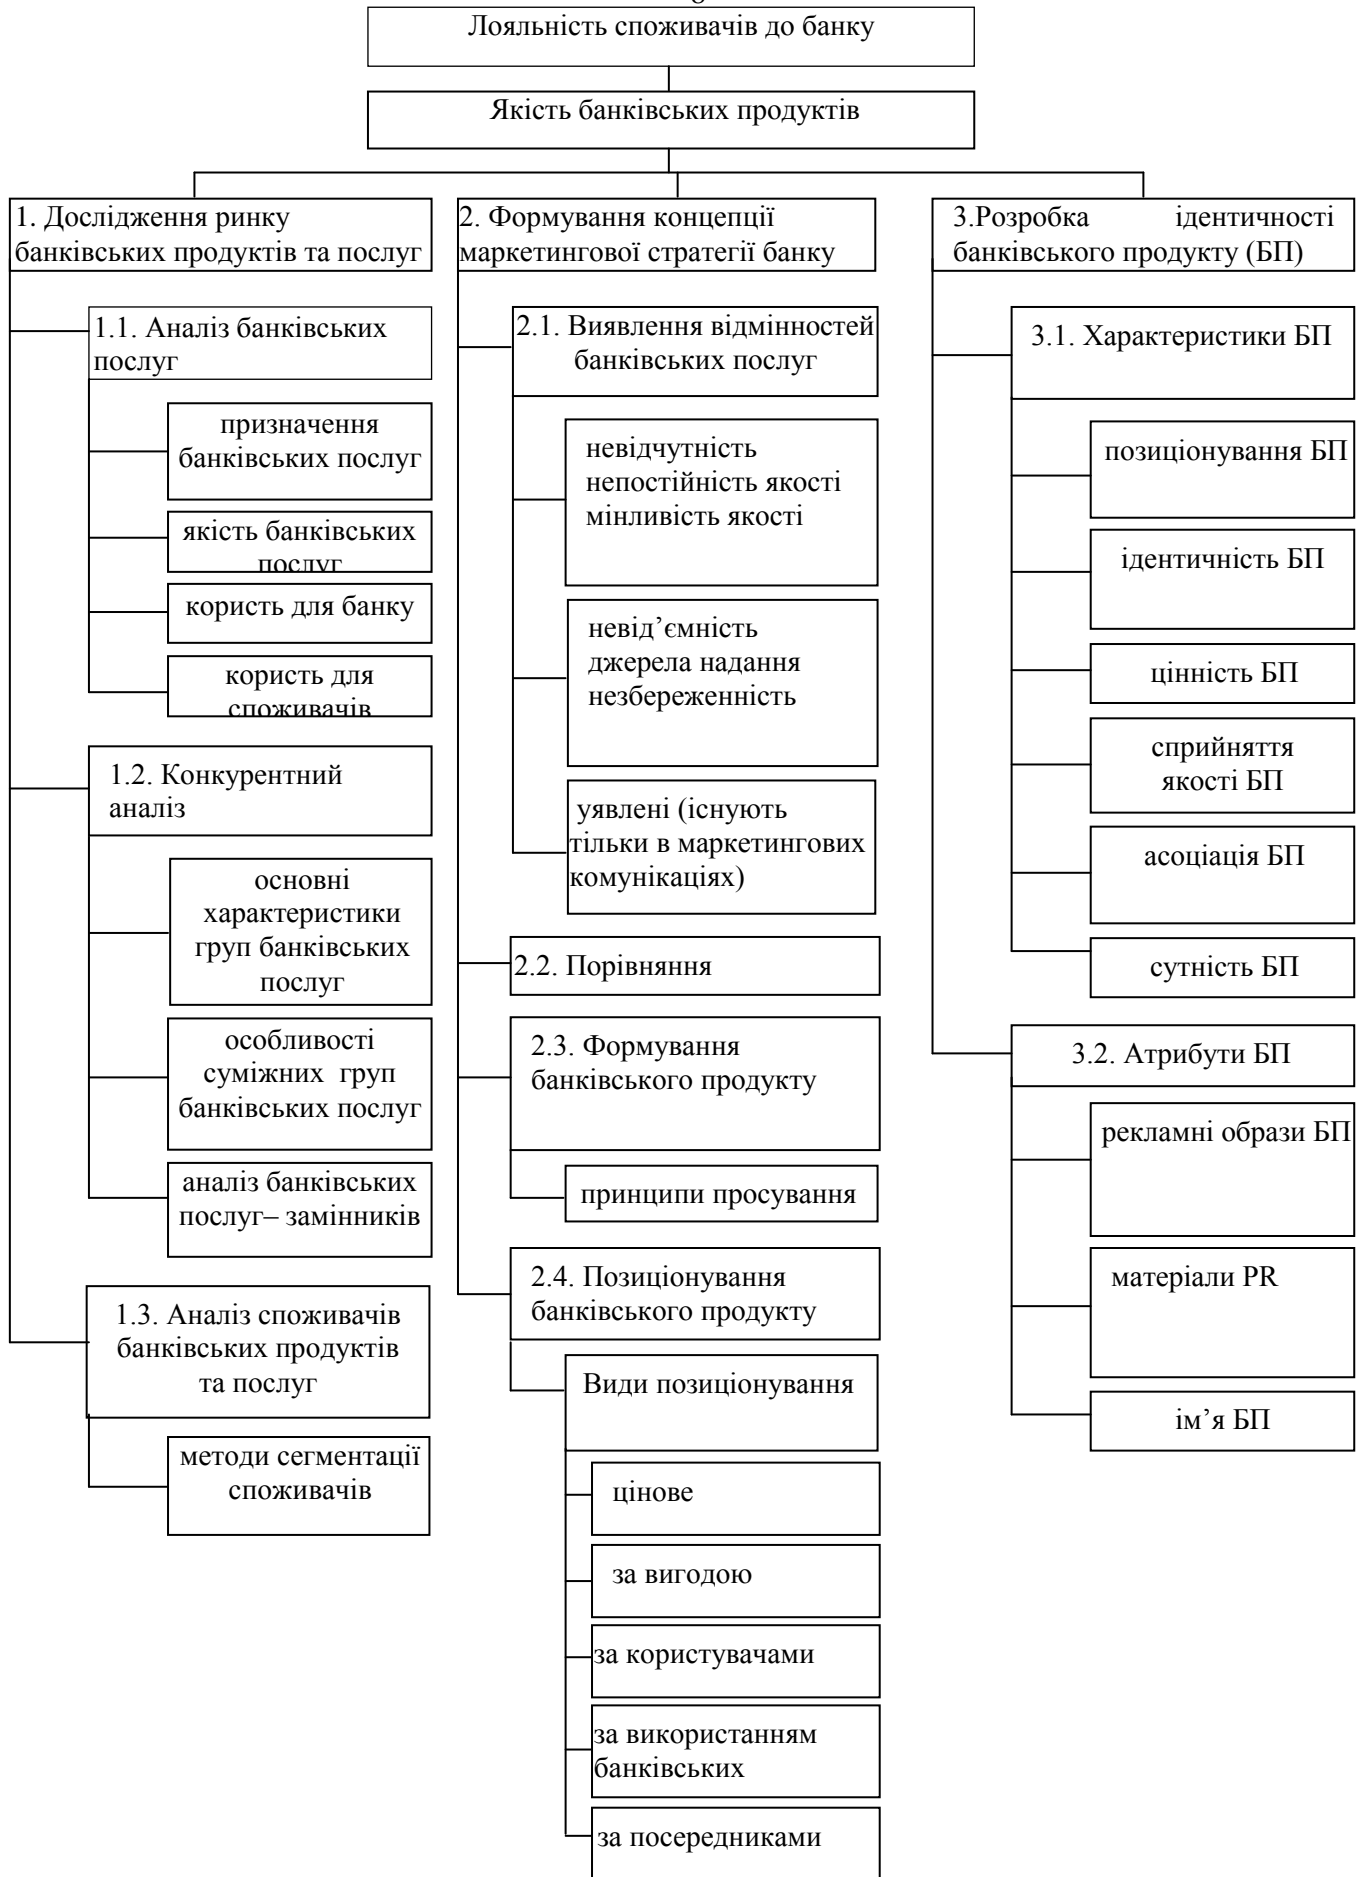 Лояльність споживачів до банку
Якість банківських продуктів
1. Дослідження ринку
банківських продуктів та послуг
1.1. Аналіз банківських
послуг
призначення
банківських послуг
якість банківських
послуг
користь для банку
користь для
споживачів
1.2. Конкурентний
аналіз
основні
характеристики
груп банківських
послуг
особливості
суміжних груп
банківських послуг
аналіз банківських
послуг– замінників
1.3. Аналіз споживачів
банківських продуктів
та послуг
методи сегментації
споживачів
2. Формування концепції
маркетингової стратегії банку
2.1. Виявлення відмінностей
банківських послуг
невідчутність
непостійність якості
мінливість якості
невід’ємність
джерела надання
незбереженність
уявлені (існують
тільки в маркетингових
комунікаціях)
2.2. Порівняння
2.3. Формування
банківського продукту
принципи просування
2.4. Позиціонування
банківського продукту
Види позиціонування
цінове
за вигодою
за користувачами
за використанням
банківських
за посередниками
3.Розробка ідентичності
банківського продукту (БП)
3.1. Характеристики БП
позиціонування БП
ідентичність БП
цінність БП
сприйняття
якості БП
асоціація БП
сутність БП
3.2. Атрибути БП
рекламні образи БП
матеріали PR
ім’я БП